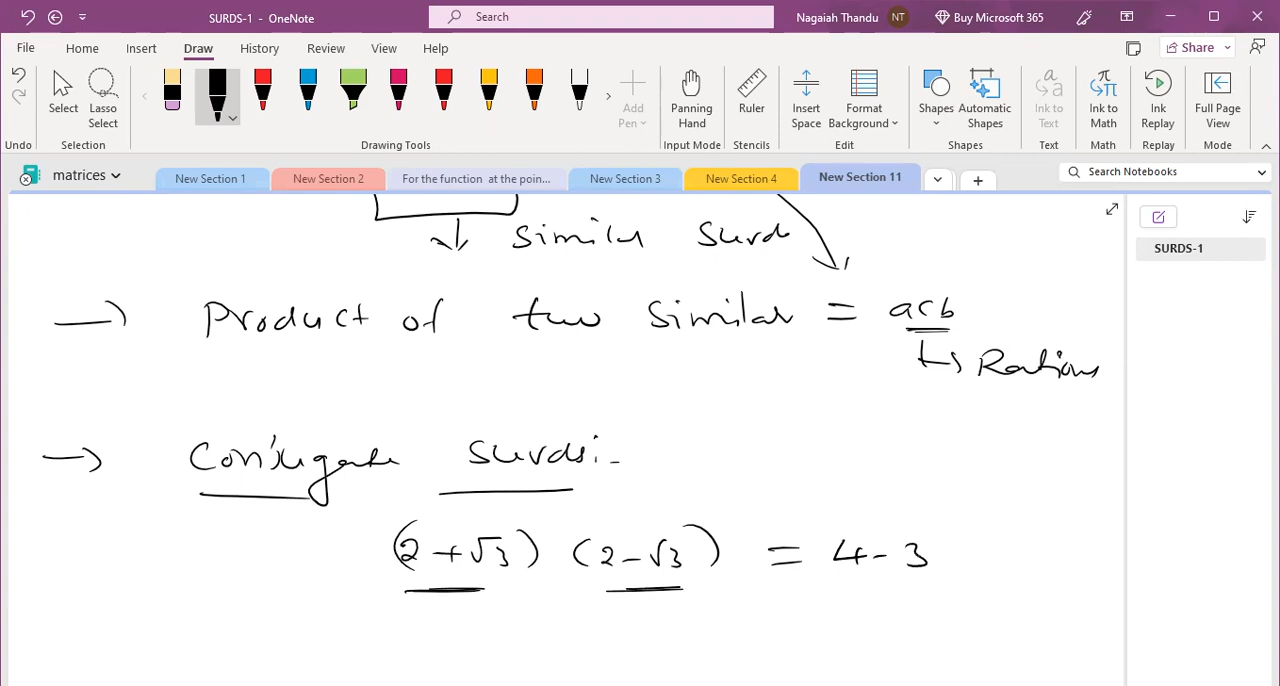 SURDS-1 - OneNote
Search
Nagaiah Thandu NT
Buy Microsoft 365
File Home Insert Draw History Review View Help
Share
Select
Lasso Select
Add Pen
Panning Hand
Ruler
Insert Space
Format Background
Shapes
Automatic Shapes
Ink to Text
Ink to Math
Ink Replay
Full Page View
Undo Selection Drawing Tools Input Mode Stencils Edit Shapes Text Math Replay Mode
matrices
New Section 1 New Section 2 For the function at the poin... New Section 3 New Section 4 New Section 11
Search Notebooks
SURDS-1
Similar Surd
→ Product of two similar = acb
↳ Rational
→ Conjugate Surds:-
(2 + √3) (2 - √3) = 4 - 3